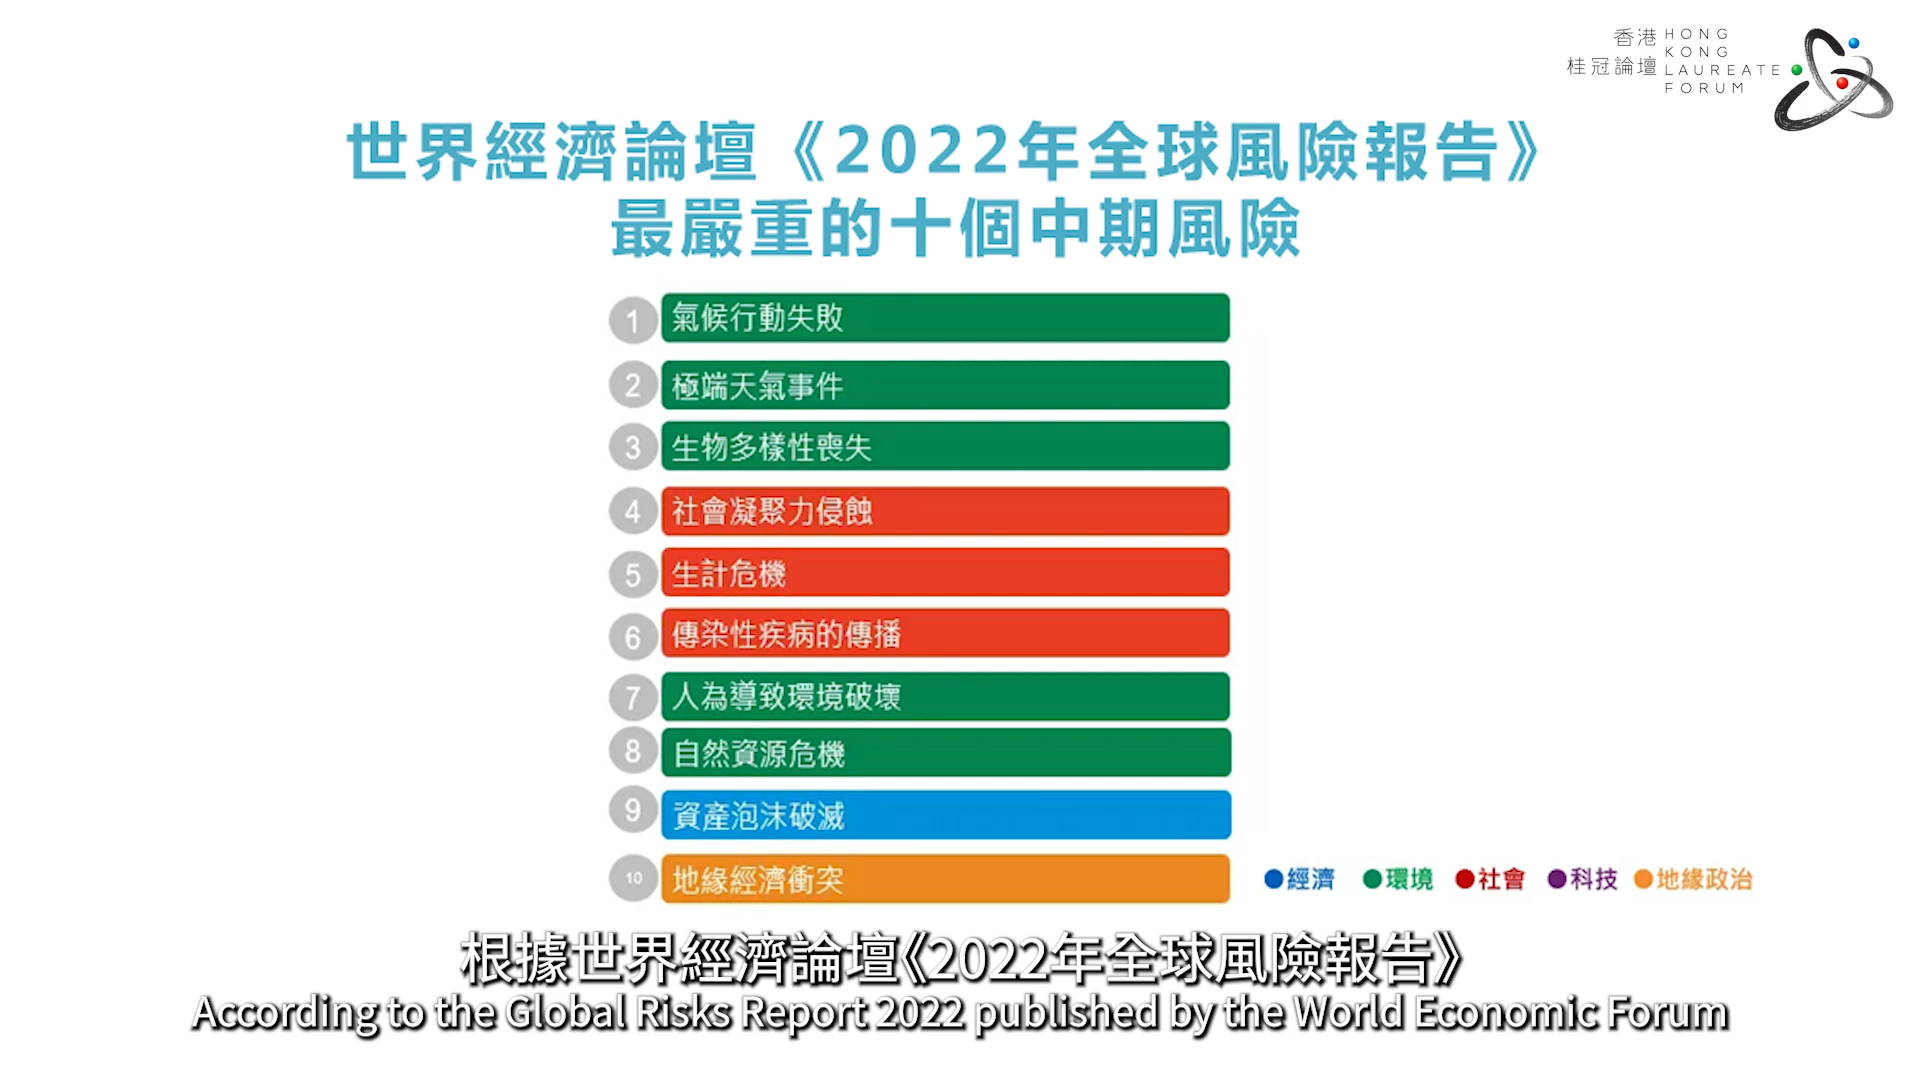 香港 HONG
KONG
桂冠論壇 LAUREATE
FORUM
世界經濟論壇《2022年全球風險報告》
最嚴重的十個中期風險
1 氣候行動失敗
2 極端天氣事件
3 生物多樣性喪失
4 社會凝聚力侵蝕
5 生計危機
6 傳染性疾病的傳播
7 人為導致環境破壞
8 自然資源危機
9 資產泡沫破滅
10 地緣經濟衝突
經濟 環境 社會 科技 地緣政治
根據世界經濟論壇《2022年全球風險報告》
According to the Global Risks Report 2022 published by the World Economic Forum